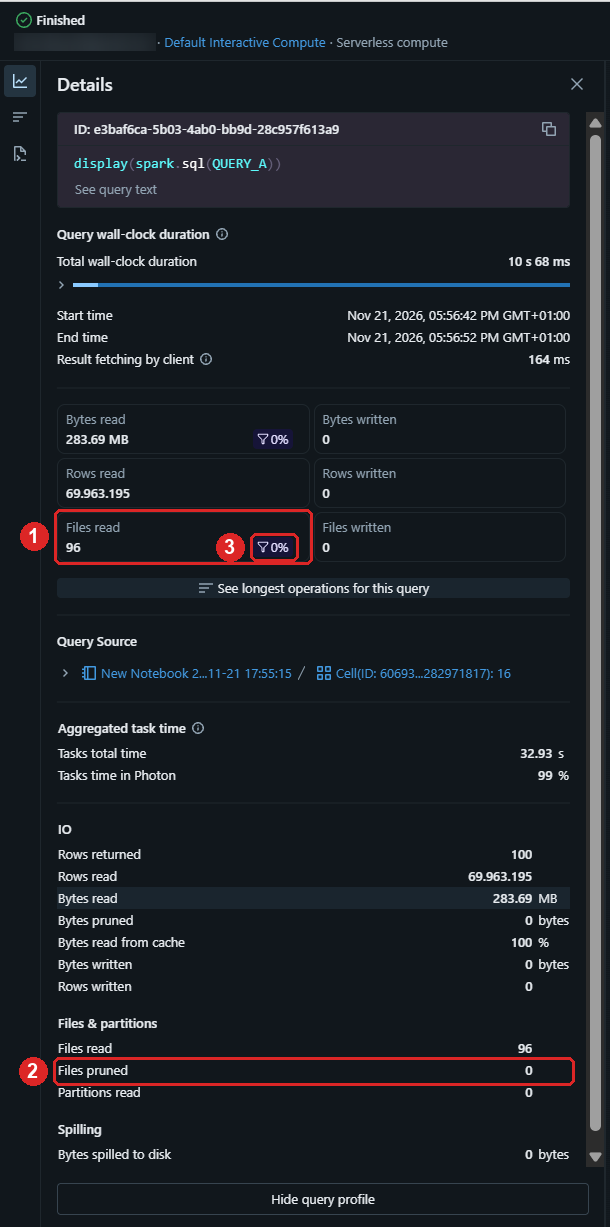 Finished
· Default Interactive Compute · Serverless compute
Details
ID: e3baf6ca-5b03-4ab0-bb9d-28c957f613a9
display(spark.sql(QUERY_A))
See query text
Query wall-clock duration
Total wall-clock duration 10 s 68 ms
Start time Nov 21, 2026, 05:56:42 PM GMT+01:00
End time Nov 21, 2026, 05:56:52 PM GMT+01:00
Result fetching by client 164 ms
Bytes read Bytes written
283.69 MB 0% 0
Rows read Rows written
69.963.195 0
1 Files read Files written
96 3 0% 0
See longest operations for this query
Query Source
New Notebook 2...11-21 17:55:15 / Cell(ID: 60693...282971817): 16
Aggregated task time
Tasks total time 32.93 s
Tasks time in Photon 99 %
IO
Rows returned 100
Rows read 69.963.195
Bytes read 283.69 MB
Bytes pruned 0 bytes
Bytes read from cache 100 %
Bytes written 0 bytes
Rows written 0
Files & partitions
Files read 96
2 Files pruned 0
Partitions read 0
Spilling
Bytes spilled to disk 0 bytes
Hide query profile